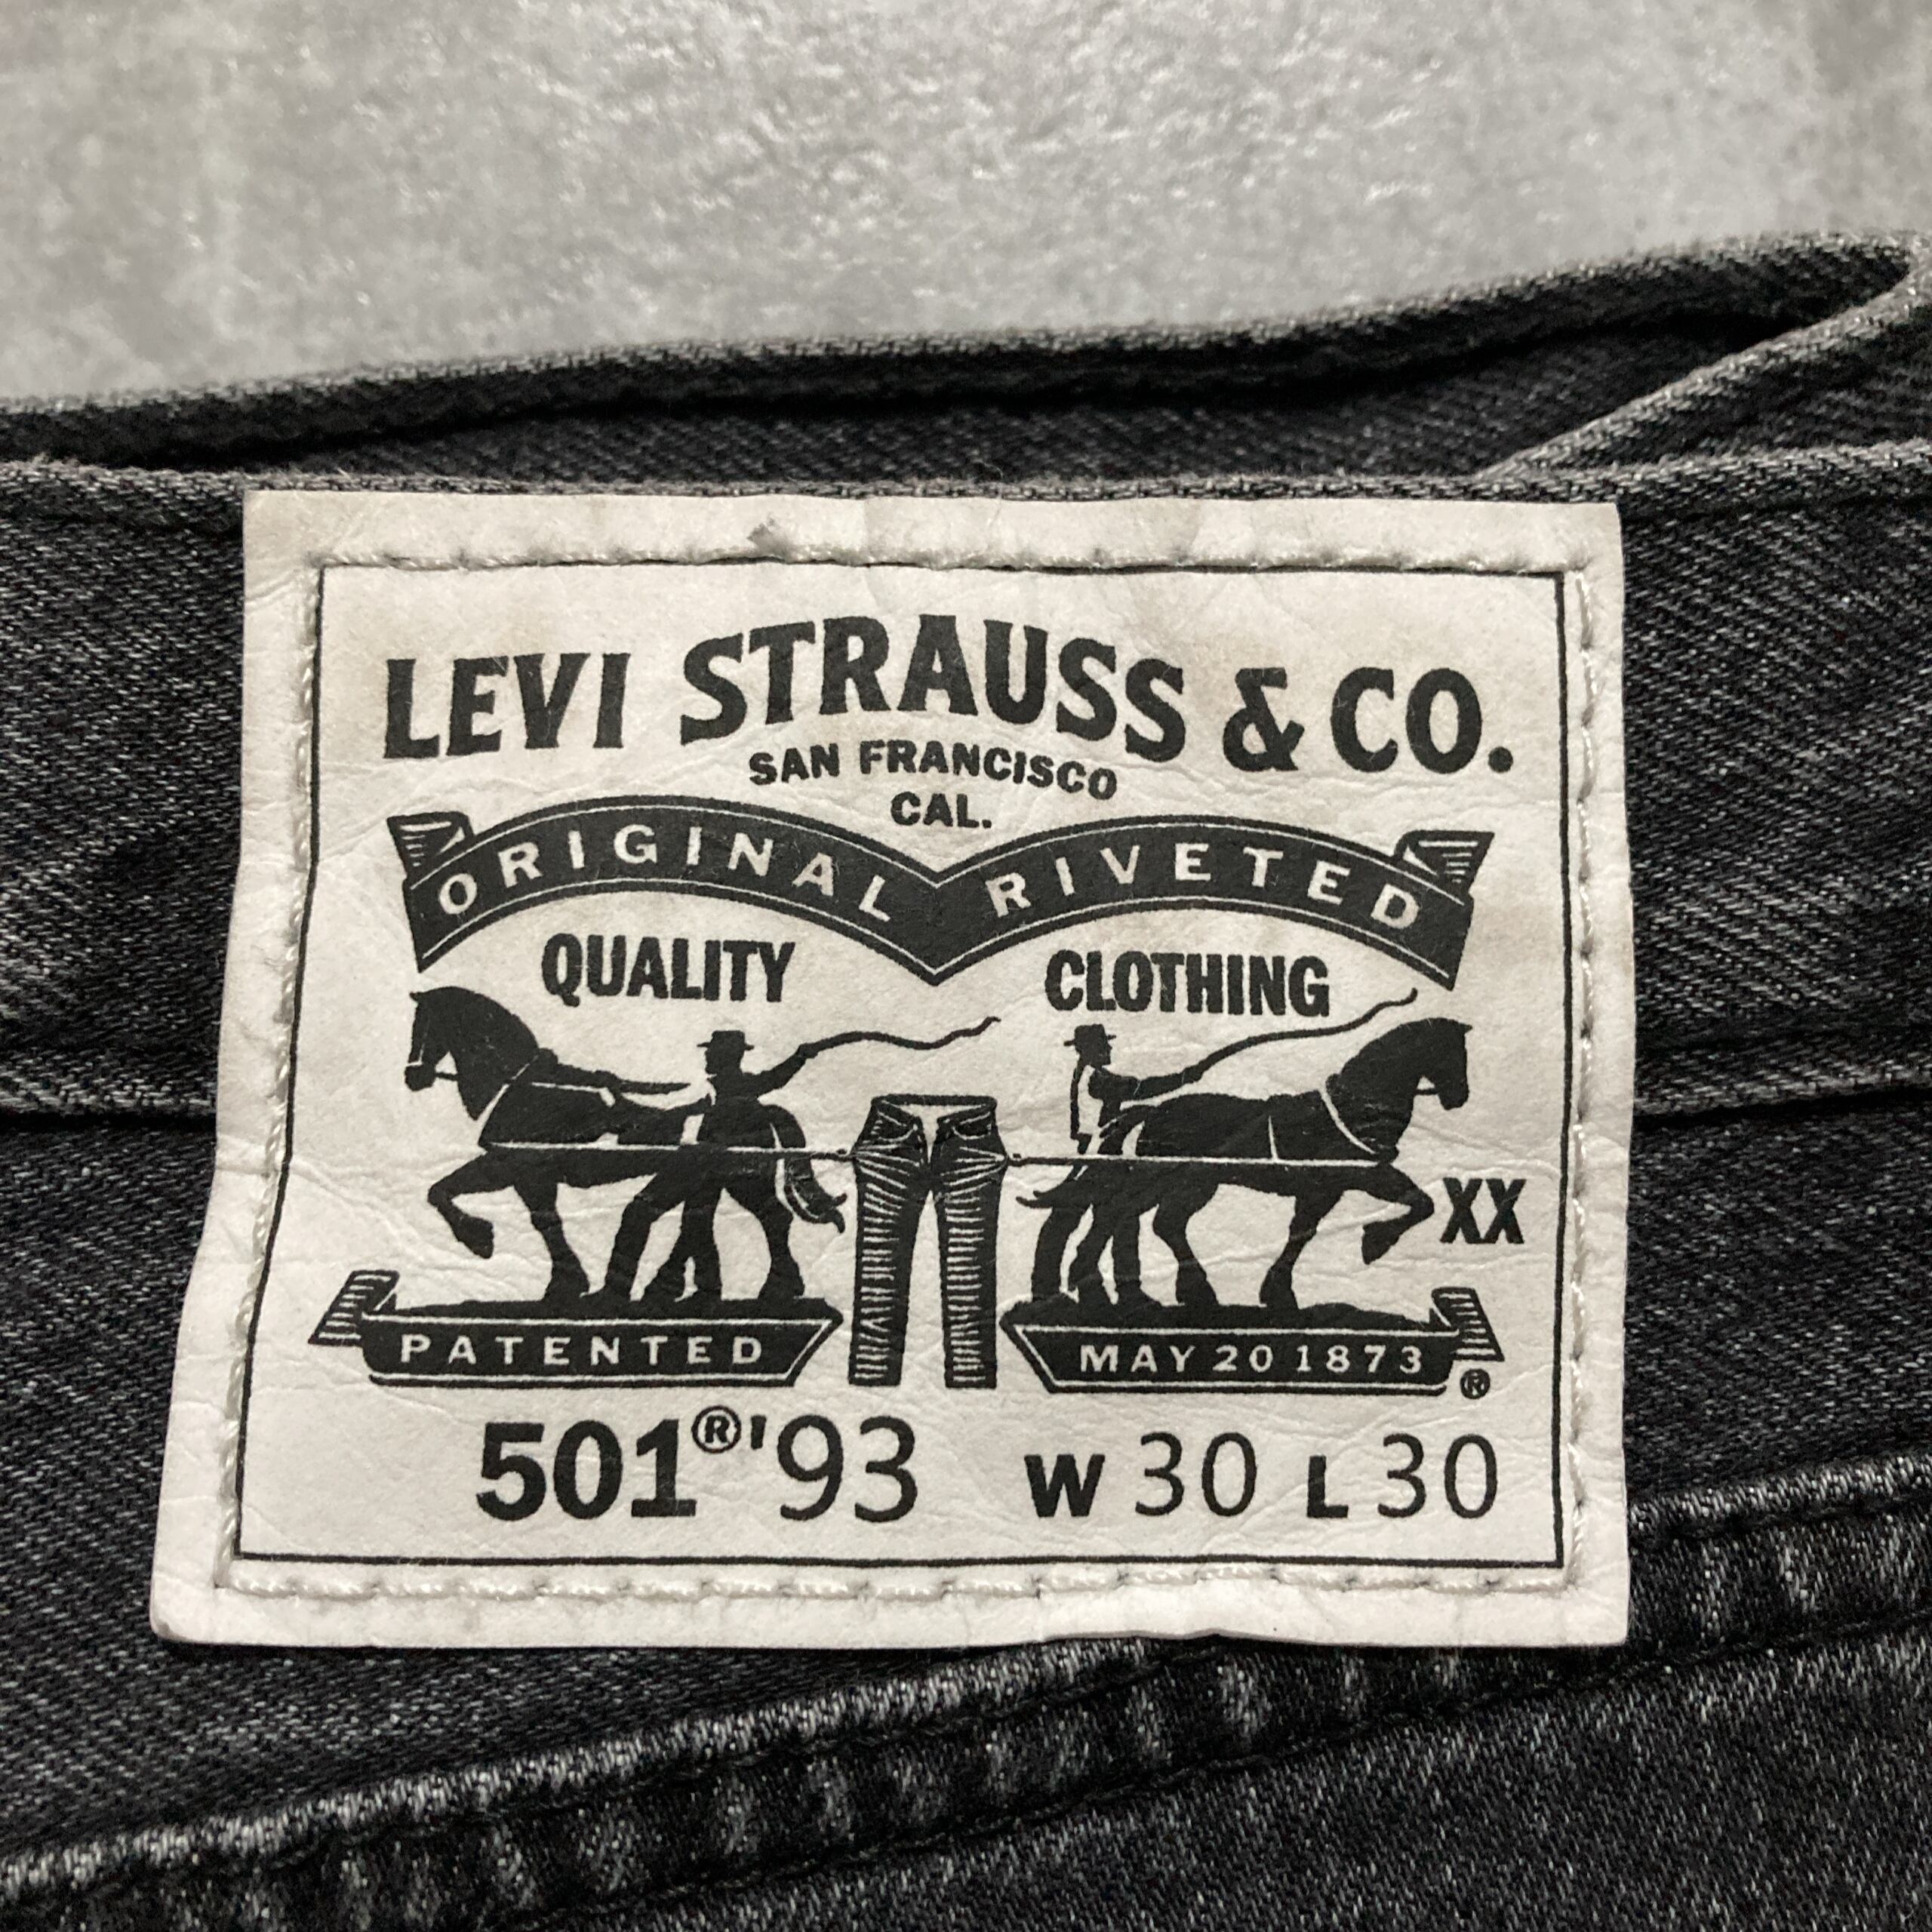 LEVI STRAUSS & CO.
SAN FRANCISCO
CAL.
ORIGINAL RIVETED
QUALITY CLOTHING
XX
PATENTED MAY 20 1873 ®
501®'93 W 30 L 30